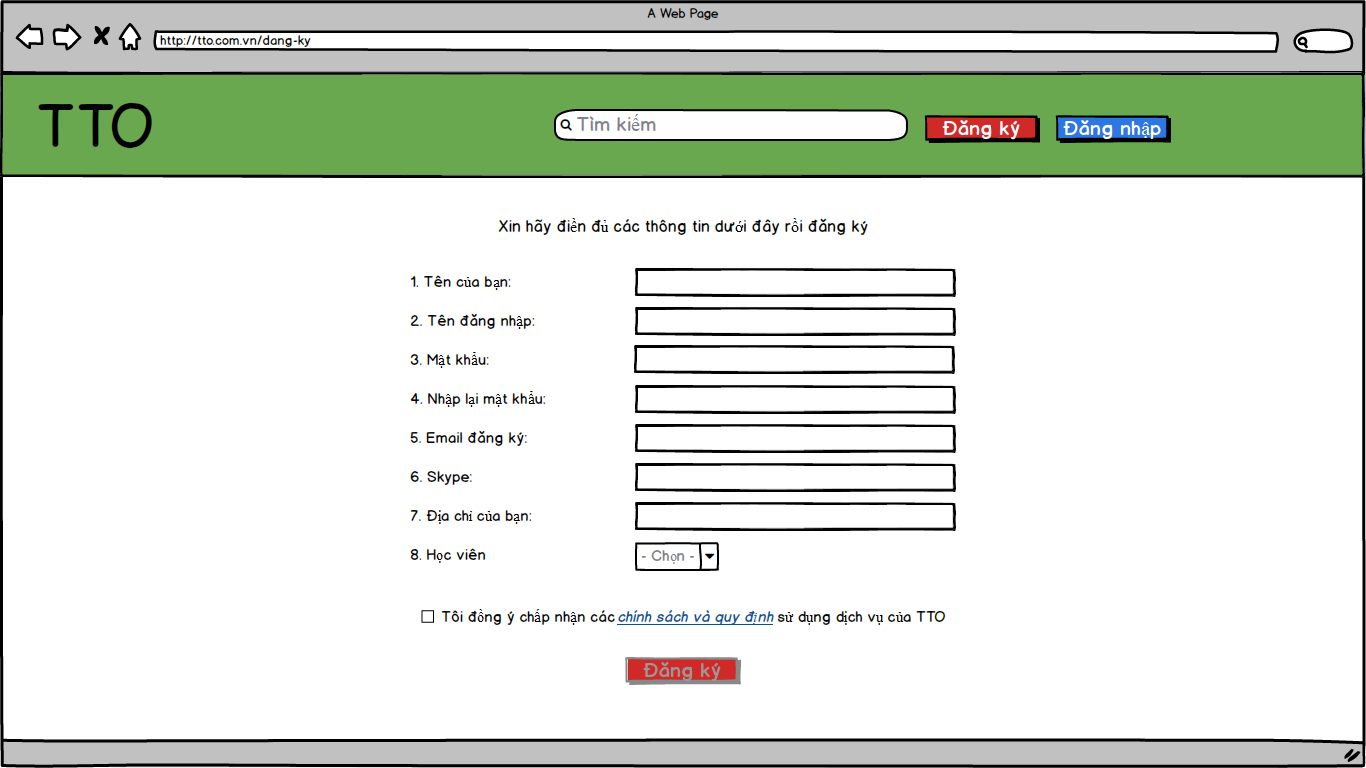 A Web Page
http://tto.com.vn/dang-ky
TTO
Tìm kiếm
Đăng ký
Đăng nhập
Xin hãy điền đủ các thông tin dưới đây rồi đăng ký
1. Tên của bạn:
2. Tên đăng nhập:
3. Mật khẩu:
4. Nhập lại mật khẩu:
5. Email đăng ký:
6. Skype:
7. Địa chỉ của bạn:
8. Học viên
- Chọn -
Tôi đồng ý chấp nhận các chính sách và quy định sử dụng dịch vụ của TTO
Đăng ký